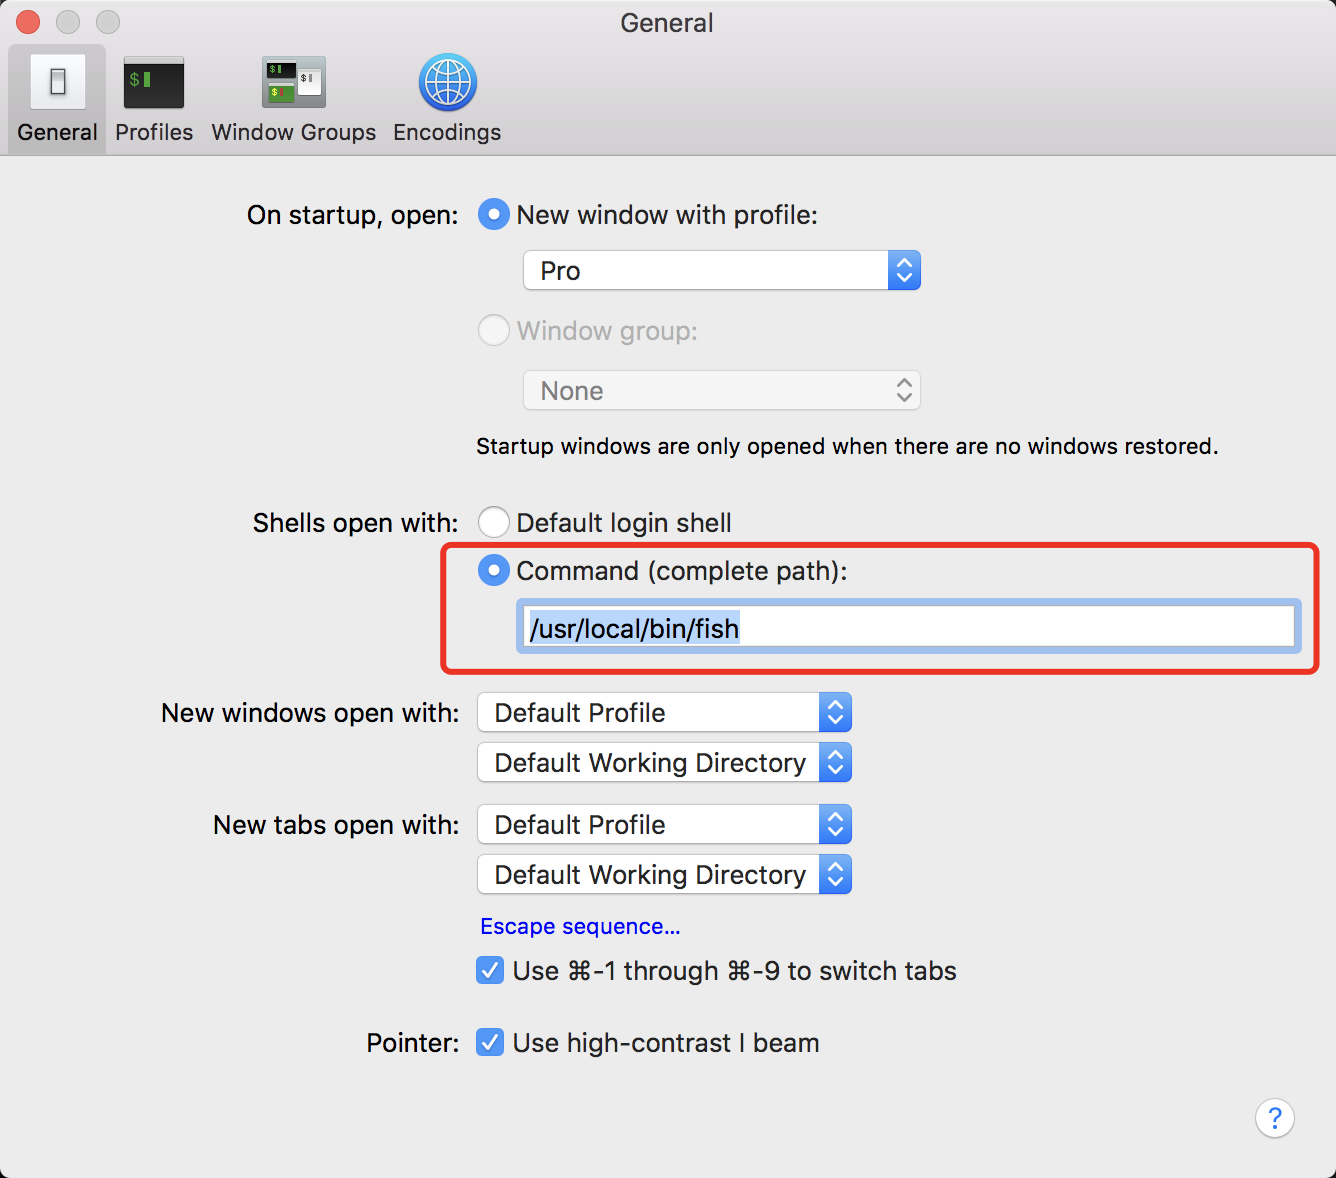 General
General
Profiles
Window Groups
Encodings
On startup, open:
New window with profile:
Pro
Window group:
None
Startup windows are only opened when there are no windows restored.
Shells open with:
Default login shell
Command (complete path):
/usr/local/bin/fish
New windows open with:
Default Profile
Default Working Directory
New tabs open with:
Default Profile
Default Working Directory
Escape sequence...
Use ⌘-1 through ⌘-9 to switch tabs
Pointer:
Use high-contrast I beam
?